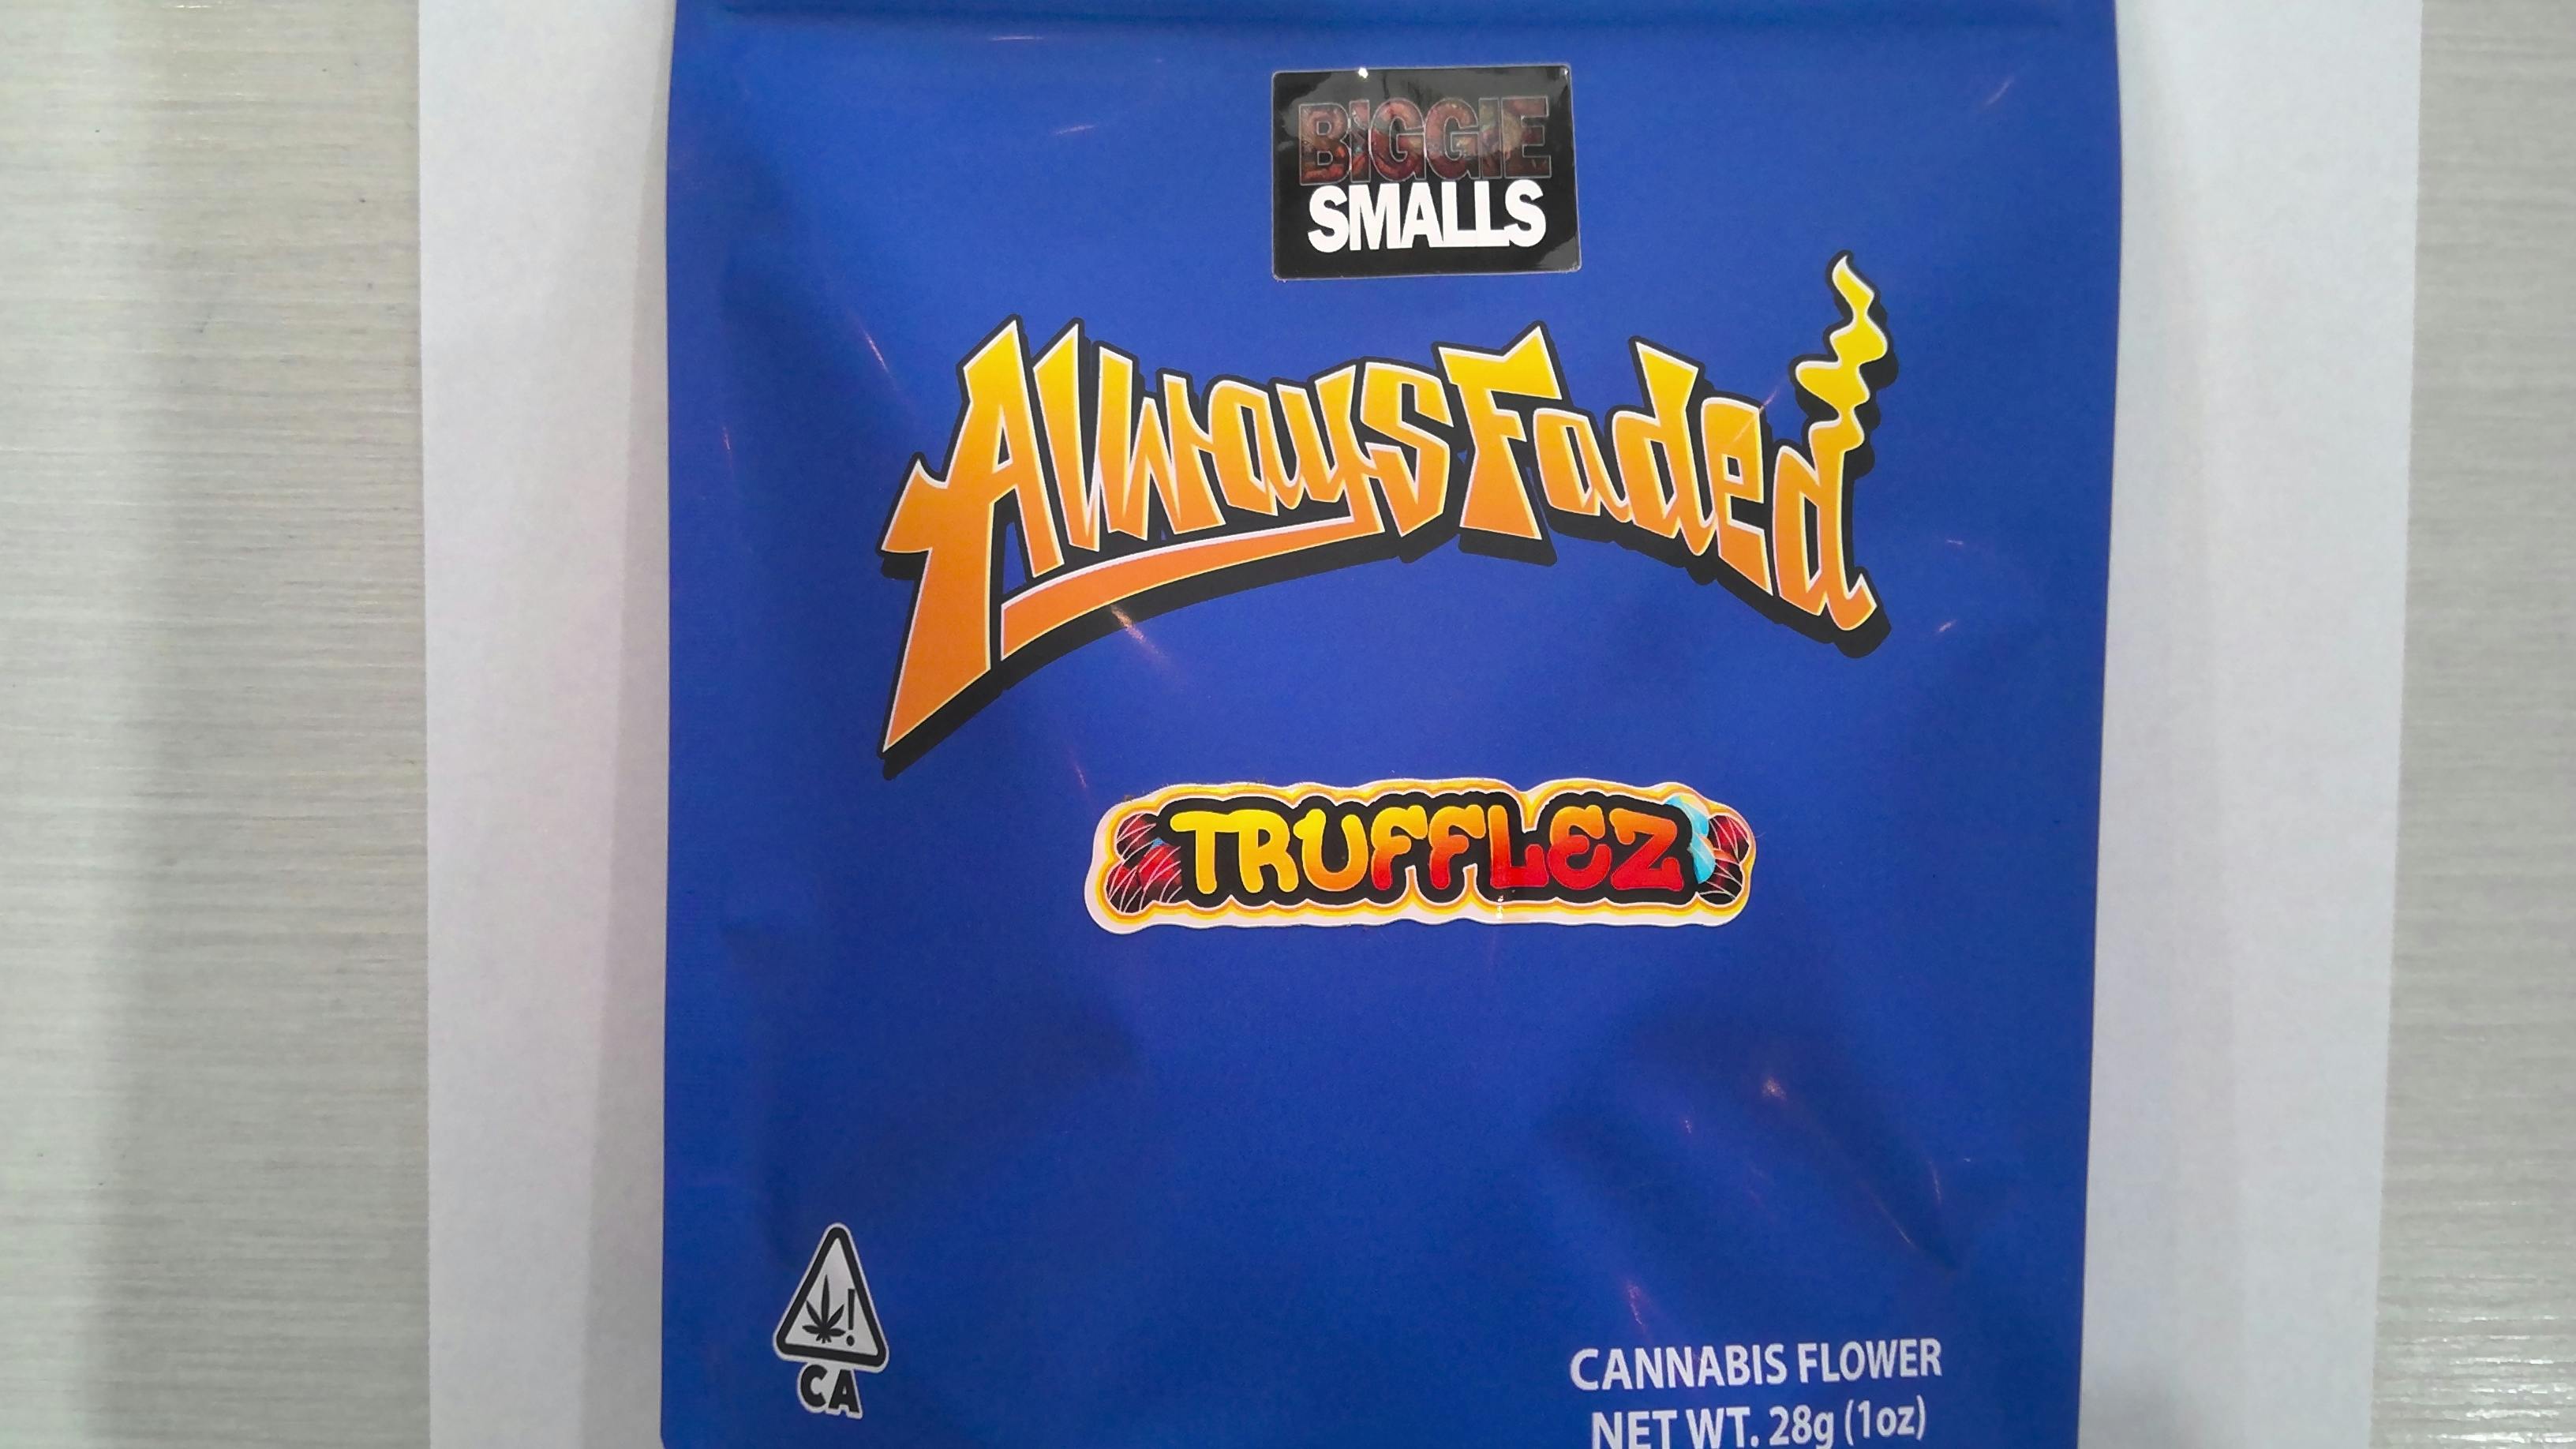 BIGGIE
SMALLS
AlwaysFaded
TRUFFLEZ
!
CA
CANNABIS FLOWER
NET WT. 28g (1oz)